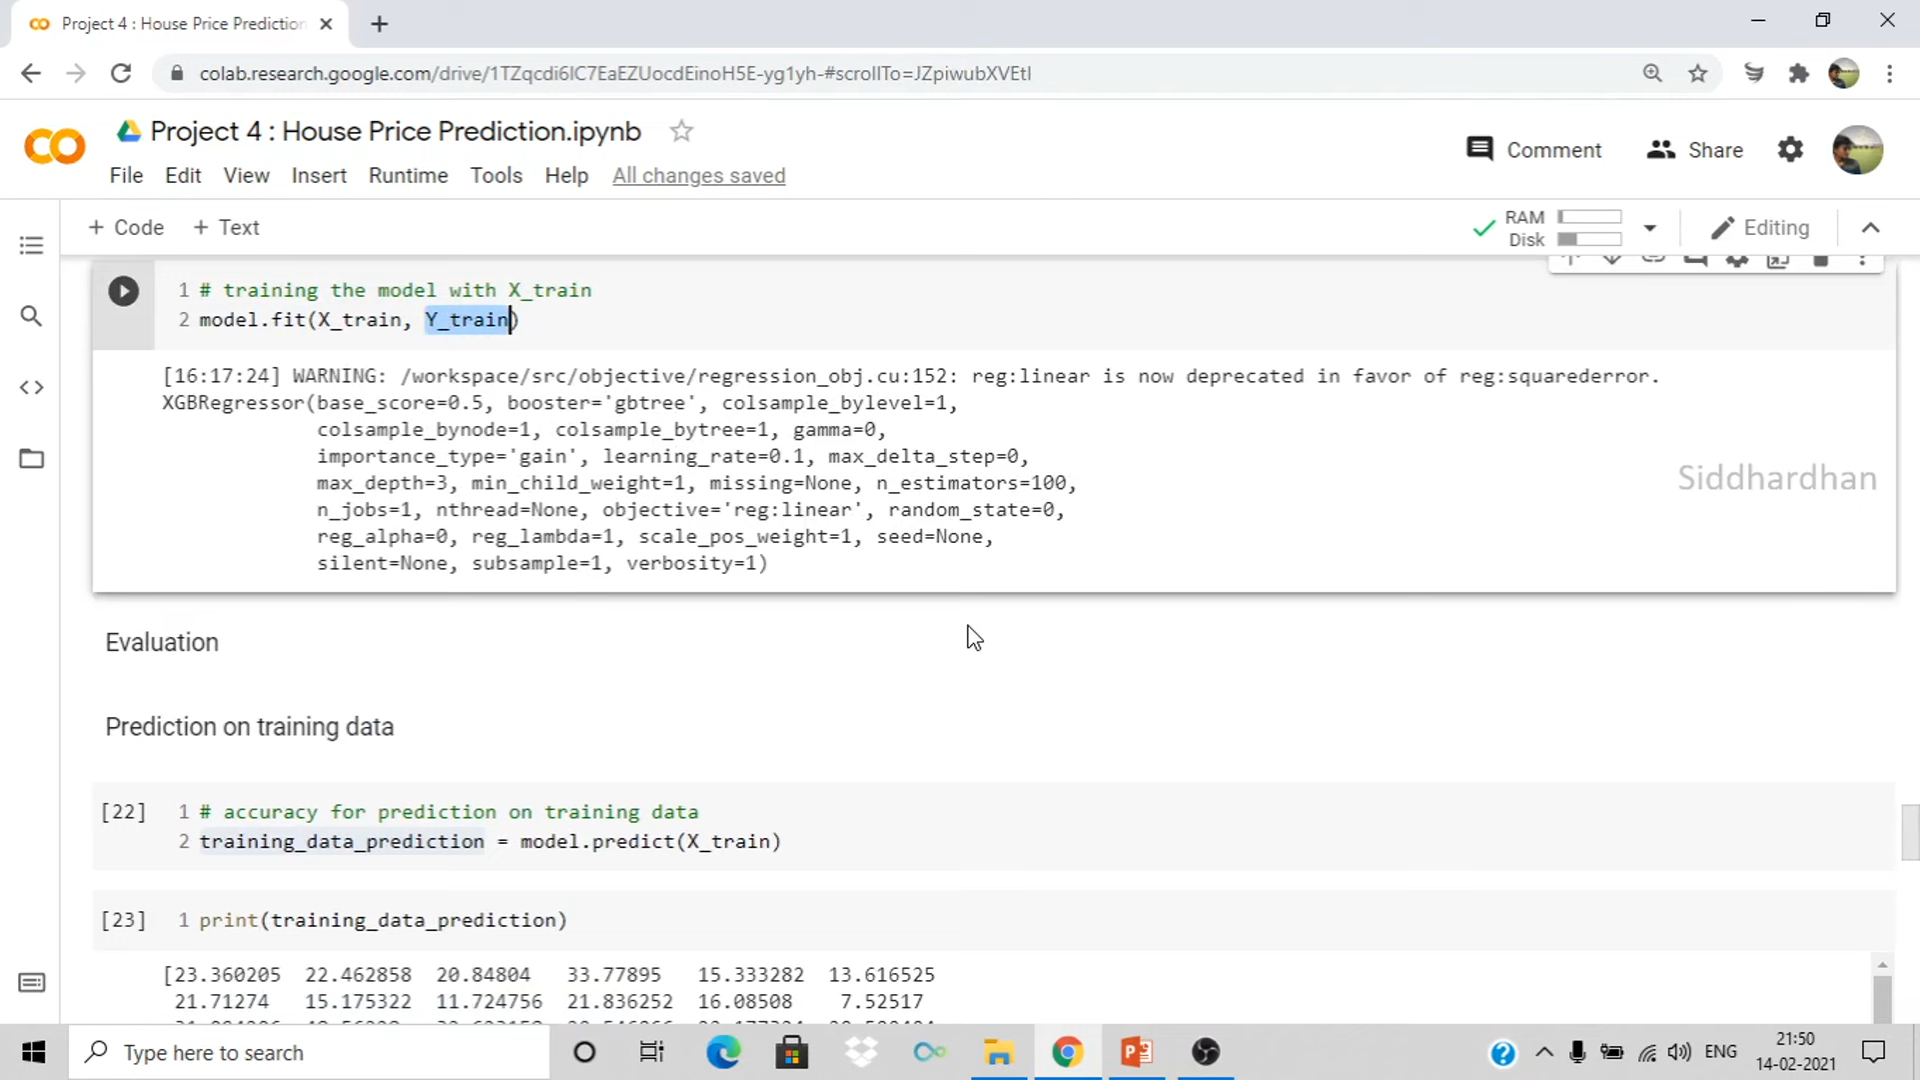 Project 4 : House Price Prediction
colab.research.google.com/drive/1TZqcdi6IC7EaEZUocdEinoH5E-yg1yh-#scrollTo=JZpiwubXVEtI
Project 4 : House Price Prediction.ipynb
Comment
Share
File Edit View Insert Runtime Tools Help All changes saved
+ Code + Text
RAM
Disk
Editing
1 # training the model with X_train
2 model.fit(X_train, Y_train)
[16:17:24] WARNING: /workspace/src/objective/regression_obj.cu:152: reg:linear is now deprecated in favor of reg:squarederror.
XGBRegressor(base_score=0.5, booster='gbtree', colsample_bylevel=1,
colsample_bynode=1, colsample_bytree=1, gamma=0,
importance_type='gain', learning_rate=0.1, max_delta_step=0,
max_depth=3, min_child_weight=1, missing=None, n_estimators=100,
n_jobs=1, nthread=None, objective='reg:linear', random_state=0,
reg_alpha=0, reg_lambda=1, scale_pos_weight=1, seed=None,
silent=None, subsample=1, verbosity=1)
Siddhardhan
Evaluation
Prediction on training data
[22] 1 # accuracy for prediction on training data
2 training_data_prediction = model.predict(X_train)
[23] 1 print(training_data_prediction)
[23.360205 22.462858 20.84804 33.77895 15.333282 13.616525
21.71274 15.175322 11.724756 21.836252 16.08508 7.52517
Type here to search
ENG
21:50
14-02-2021